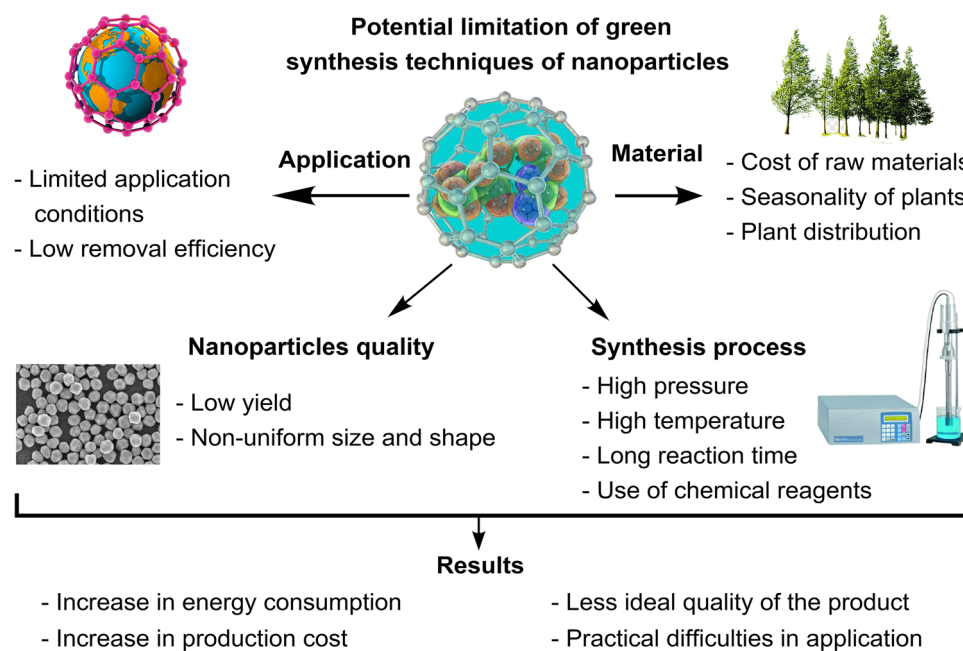 Potential limitation of green
synthesis techniques of nanoparticles
Application
- Limited application
conditions
- Low removal efficiency
Material
- Cost of raw materials
- Seasonality of plants
- Plant distribution
Nanoparticles quality
- Low yield
- Non-uniform size and shape
Synthesis process
- High pressure
- High temperature
- Long reaction time
- Use of chemical reagents
Results
- Increase in energy consumption
- Increase in production cost
- Less ideal quality of the product
- Practical difficulties in application